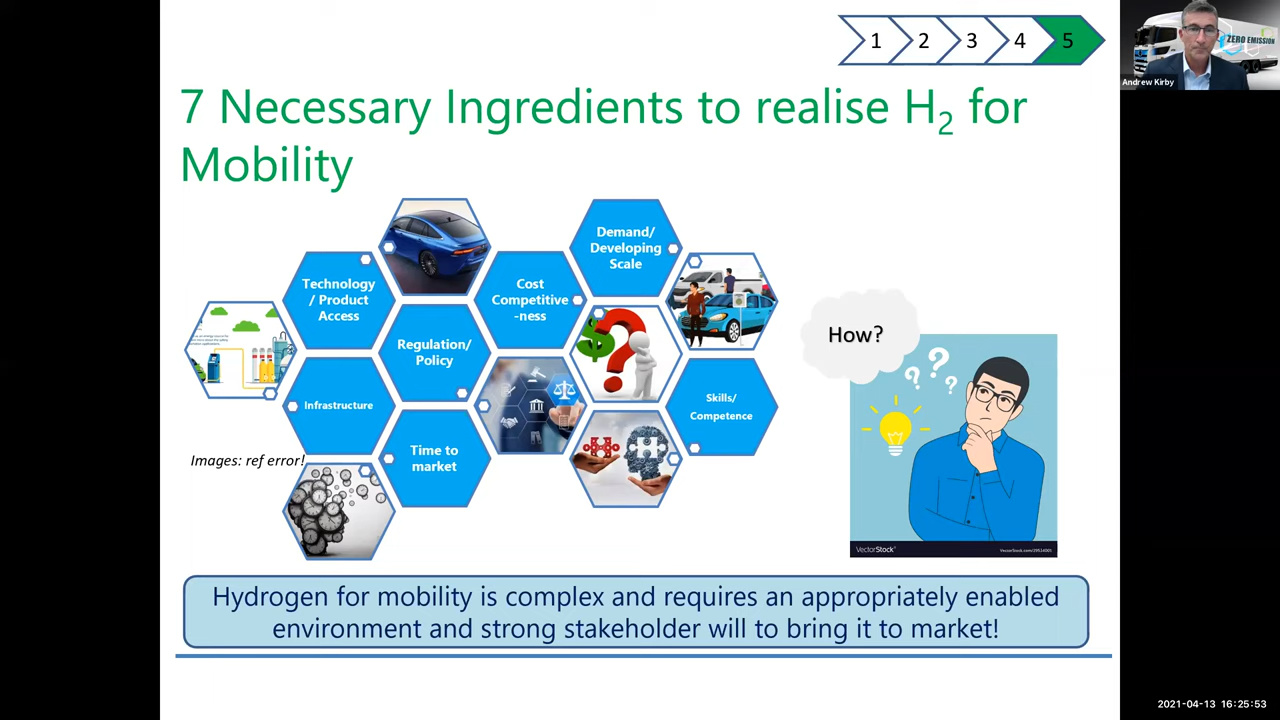 1 2 3 4 5
ZERO EMISSION
Andrew Kirby
7 Necessary Ingredients to realise H2 for
Mobility
Demand/
Developing
Scale
Technology
/ Product
Access
Cost
Competitive
-ness
Regulation/
Policy
Infrastructure
Skills/
Competence
Time to
market
Images: ref error!
How?
VectorStock®
VectorStock.com/29514001
Hydrogen for mobility is complex and requires an appropriately enabled
environment and strong stakeholder will to bring it to market!
2021-04-13 16:25:53